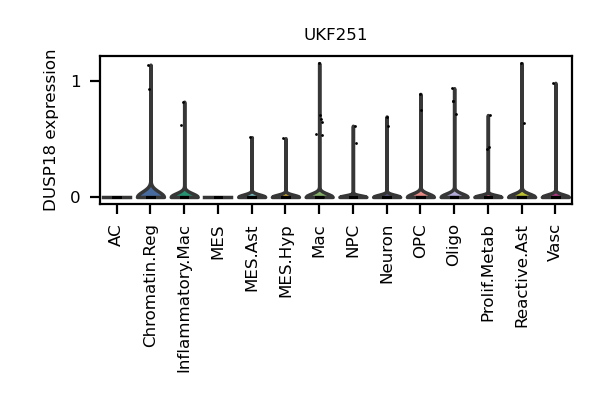 UKF251
DUSP18 expression
1
0
AC
Chromatin.Reg
Inflammatory.Mac
MES
MES.Ast
MES.Hyp
Mac
NPC
Neuron
OPC
Oligo
Prolif.Metab
Reactive.Ast
Vasc